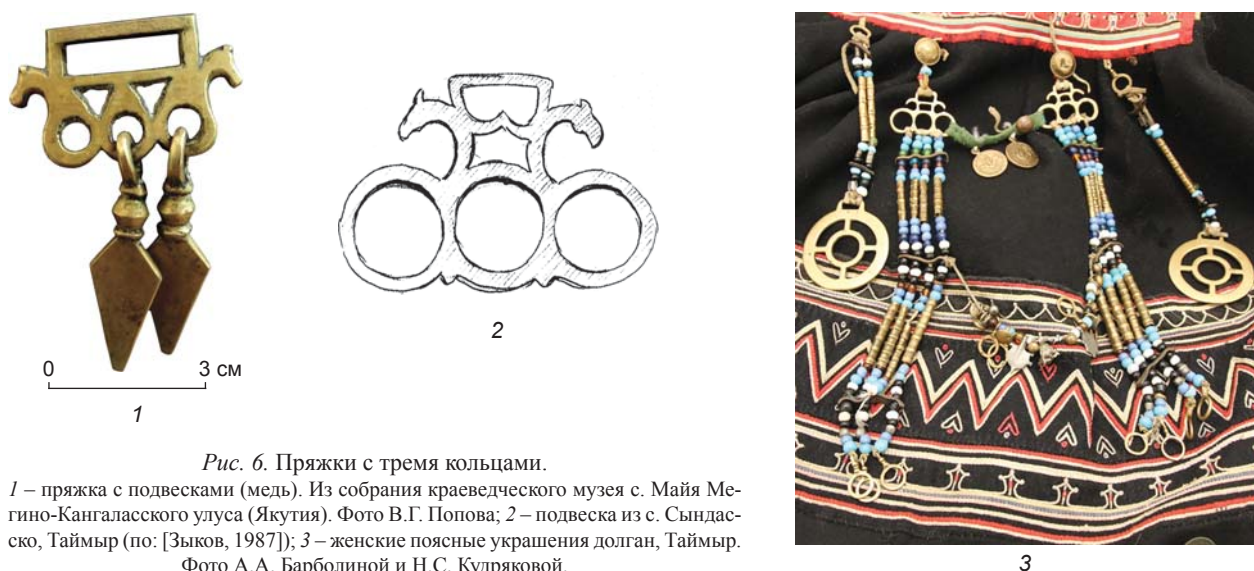 0 3 см
1
2
Рис. 6. Пряжки с тремя кольцами.
1 – пряжка с подвесками (медь). Из собрания краеведческого музея с. Майя Ме-
гино-Кангаласского улуса (Якутия). Фото В.Г. Попова; 2 – подвеска из с. Сындас-
ско, Таймыр (по: [Зыков, 1987]); 3 – женские поясные украшения долган, Таймыр.
Фото А.А. Барболиной и Н.С. Кудряковой.
3